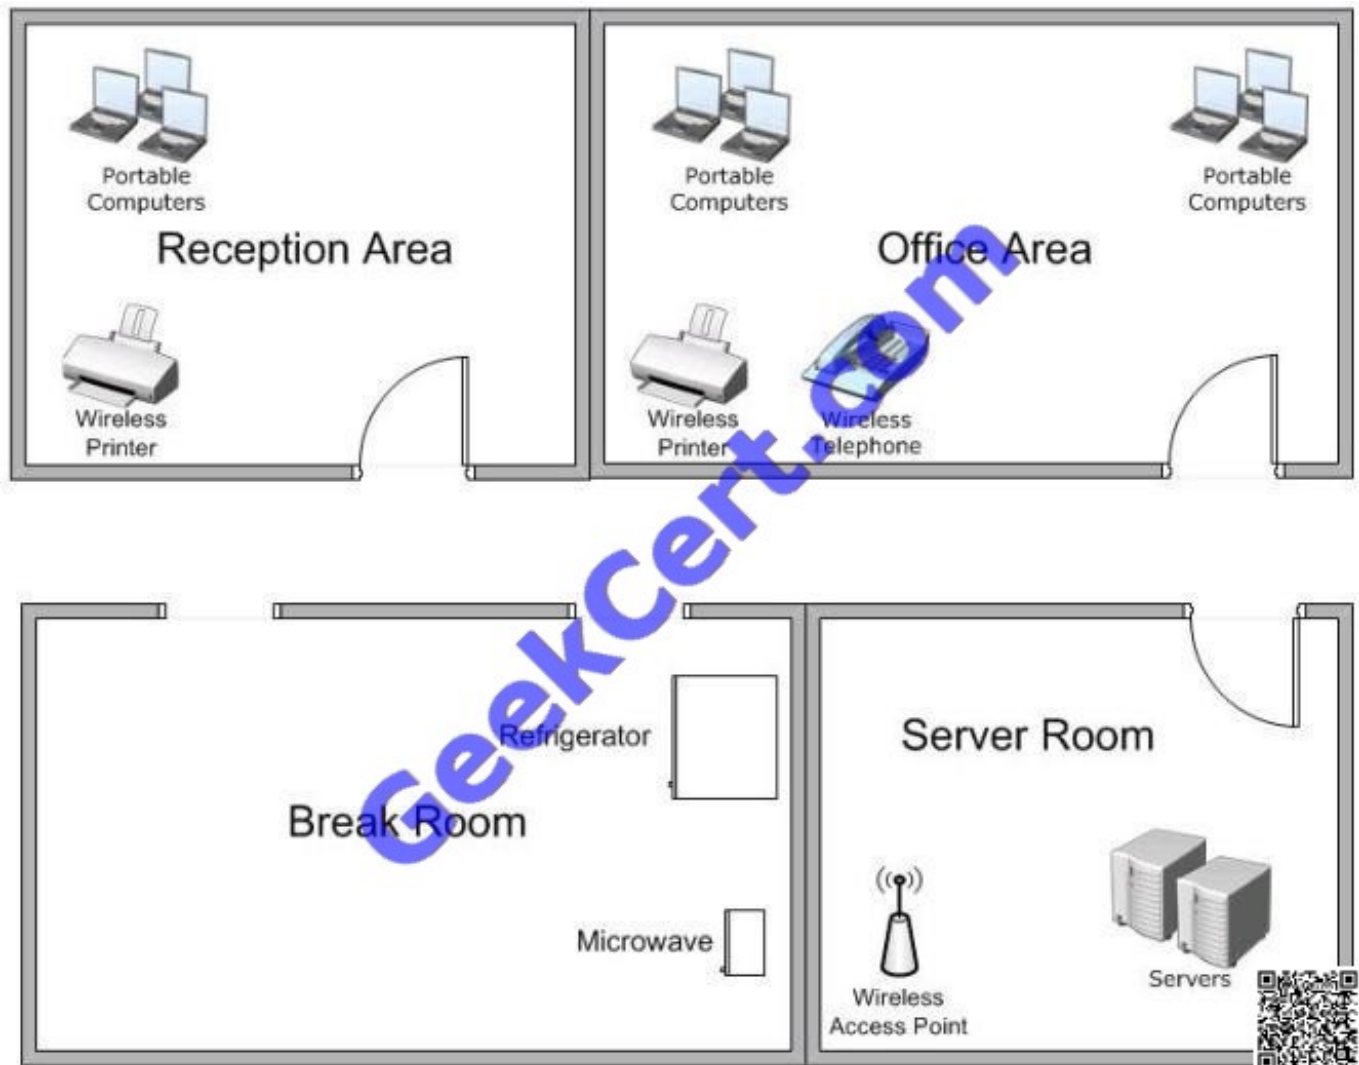 Portable
Computers
Portable
Computers
Portable
Computers
Reception Area
Office Area
Wireless
Printer
Wireless
Printer
Wireless
Telephone
GeekCert.com
Refrigerator
Server Room
Break Room
Microwave
Wireless
Access Point
Servers